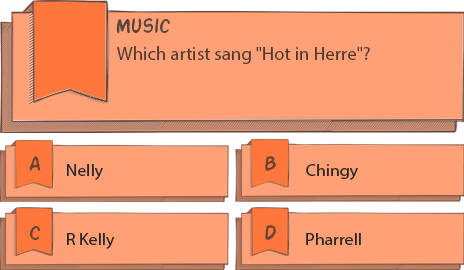 MUSIC
Which artist sang "Hot in Herre"?
A Nelly
B Chingy
C R Kelly
D Pharrell